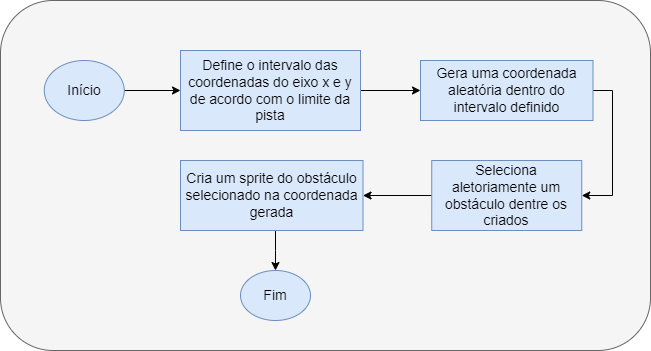 Início
Define o intervalo das
coordenadas do eixo x e y
de acordo com o limite da
pista
Gera uma coordenada
aleatória dentro do
intervalo definido
Seleciona
aletoriamente um
obstáculo dentre os
criados
Cria um sprite do obstáculo
selecionado na coordenada
gerada
Fim